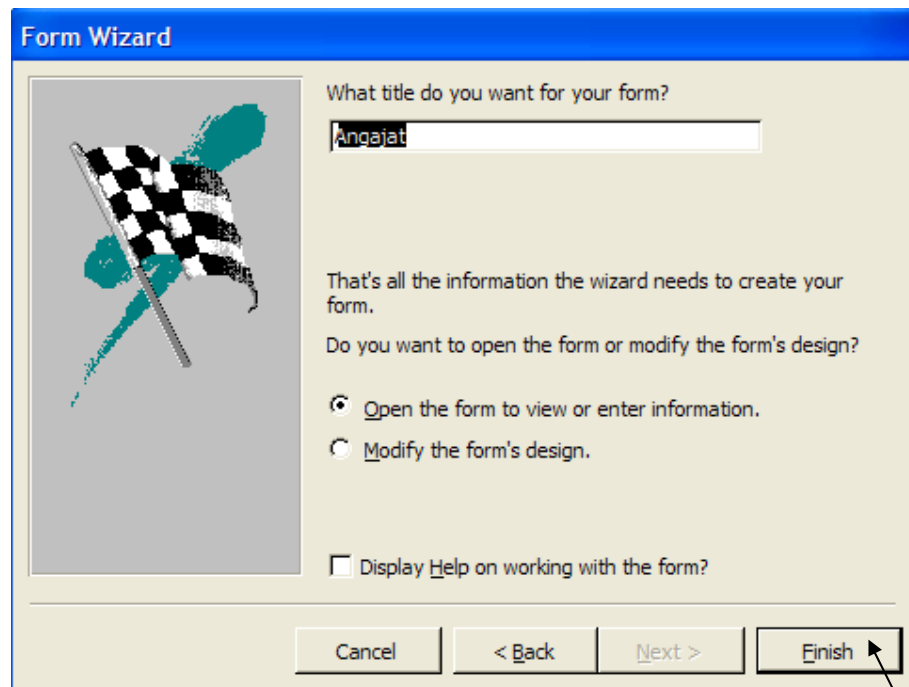 Form Wizard
What title do you want for your form?
Angajat
That's all the information the wizard needs to create your
form.
Do you want to open the form or modify the form's design?
Open the form to view or enter information.
Modify the form's design.
Display Help on working with the form?
Cancel
< Back
Next >
Finish